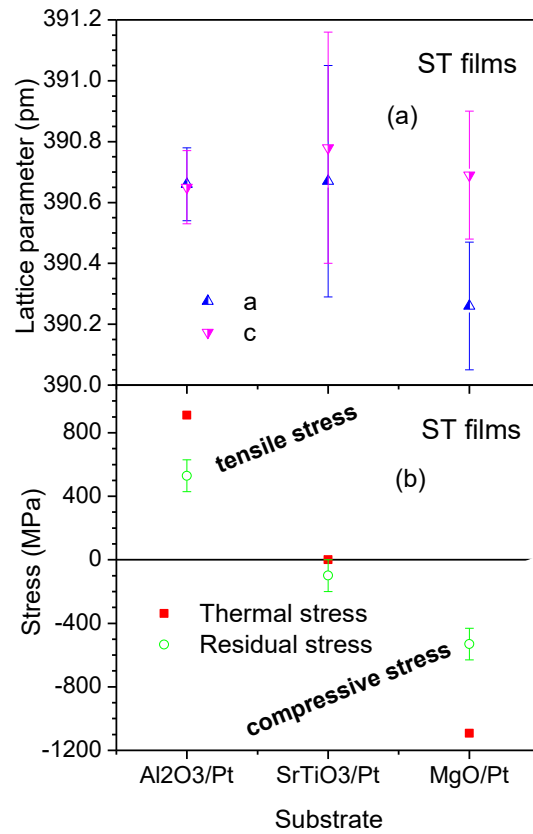 391.2
391.0
390.8
390.6
390.4
390.2
390.0
Lattice parameter (pm)
ST films
(a)
a
c
800
400
0
-400
-800
-1200
Stress (MPa)
tensile stress
ST films
(b)
Thermal stress
Residual stress
compressive stress
Al2O3/Pt SrTiO3/Pt MgO/Pt
Substrate